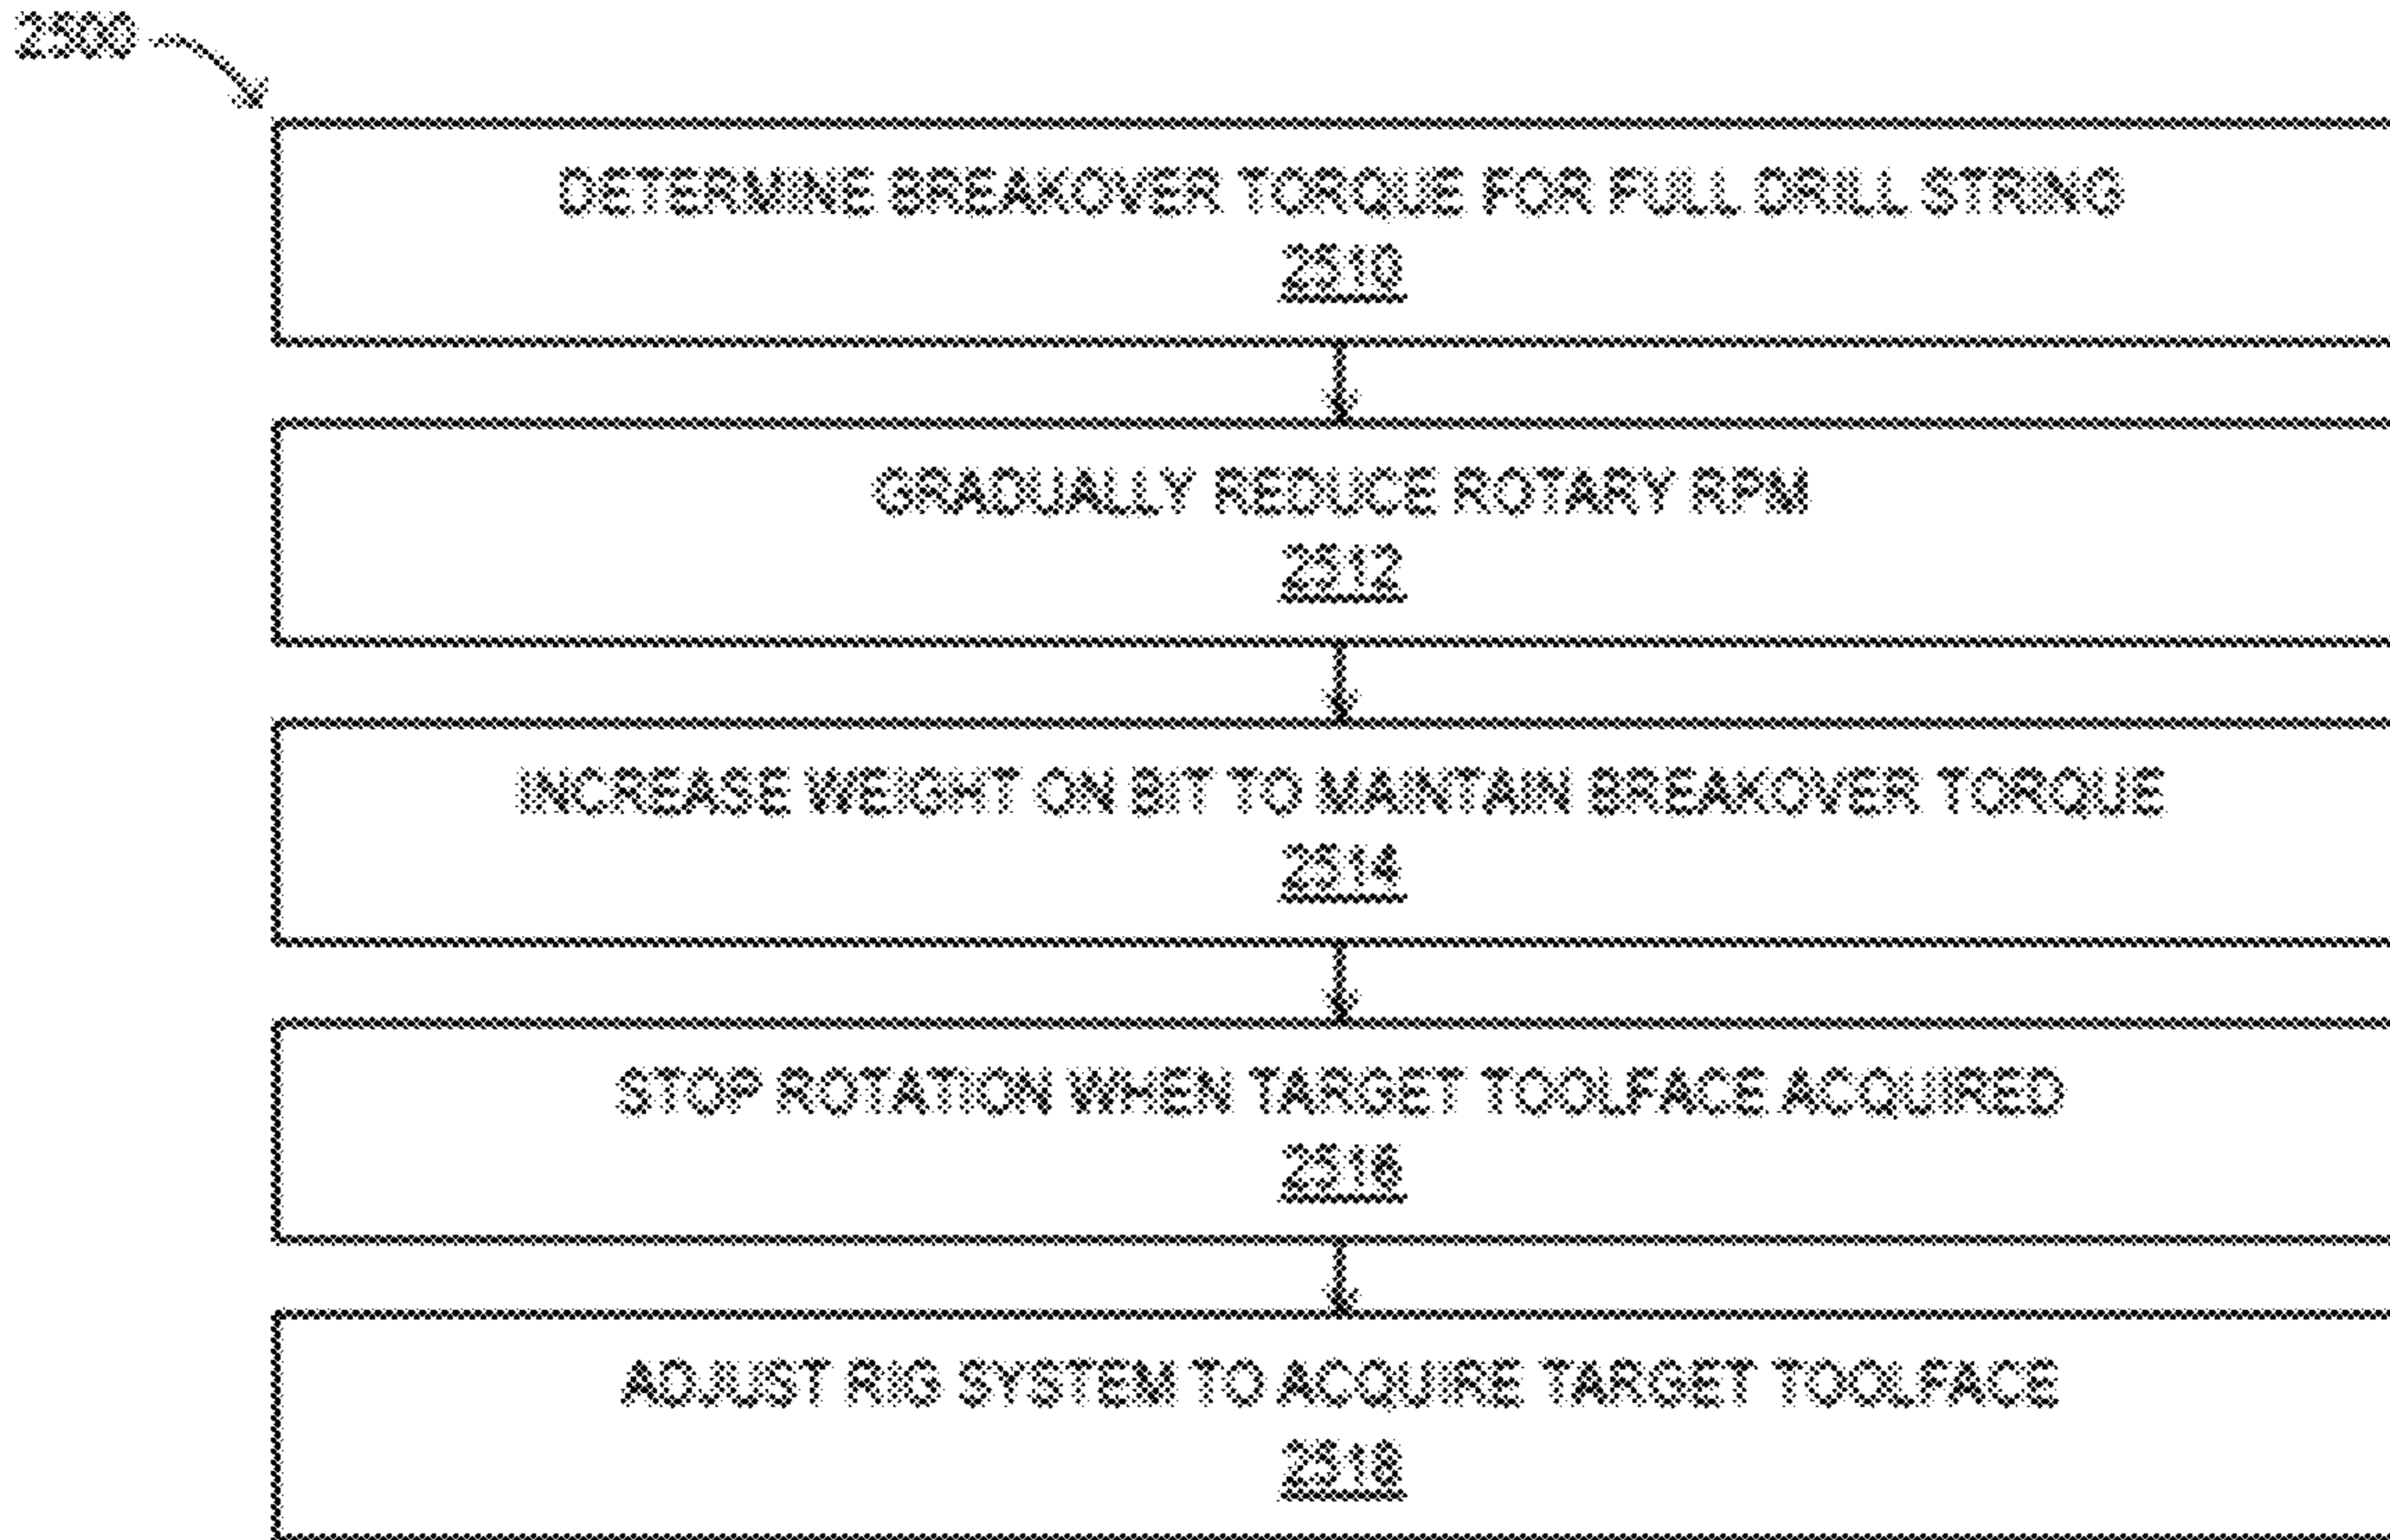 2500
DETERMINE BREAKOVER TORQUE FOR FULL DRILL STRING
2510
GRADUALLY REDUCE ROTARY RPM
2512
INCREASE WEIGHT ON BIT TO MAINTAIN BREAKOVER TORQUE
2514
STOP ROTATION WHEN TARGET TOOLFACE ACQUIRED
2516
ADJUST RIG SYSTEM TO ACQUIRE TARGET TOOLFACE
2518